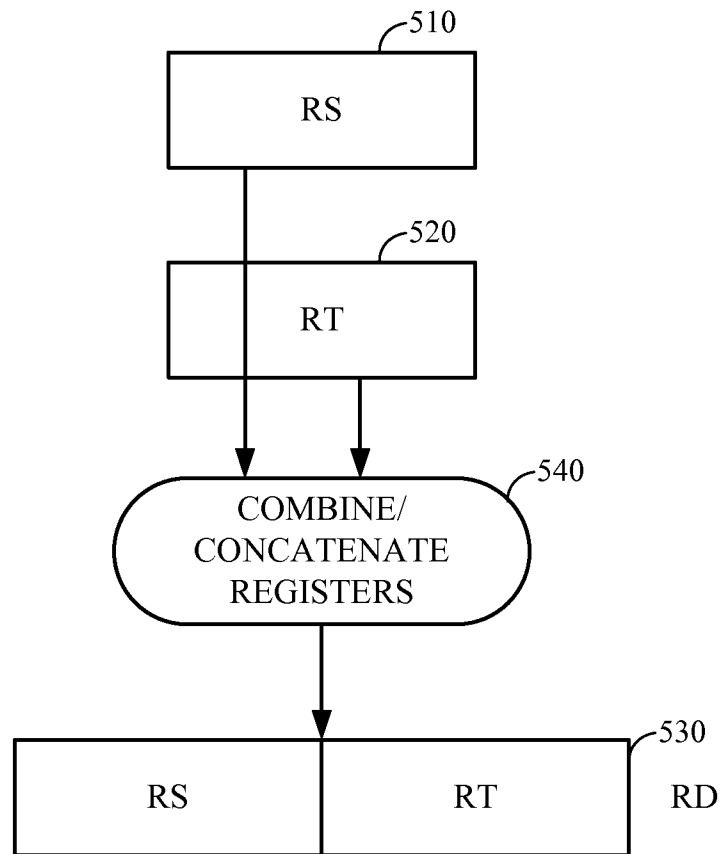 510
RS
520
RT
540
COMBINE/
CONCATENATE
REGISTERS
530
RS RT RD